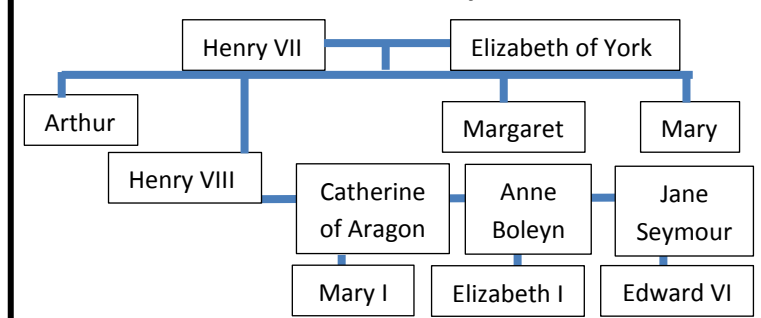 Henry VII
Elizabeth of York
Arthur
Margaret
Mary
Henry VIII
Catherine
of Aragon
Anne
Boleyn
Jane
Seymour
Mary I
Elizabeth I
Edward VI